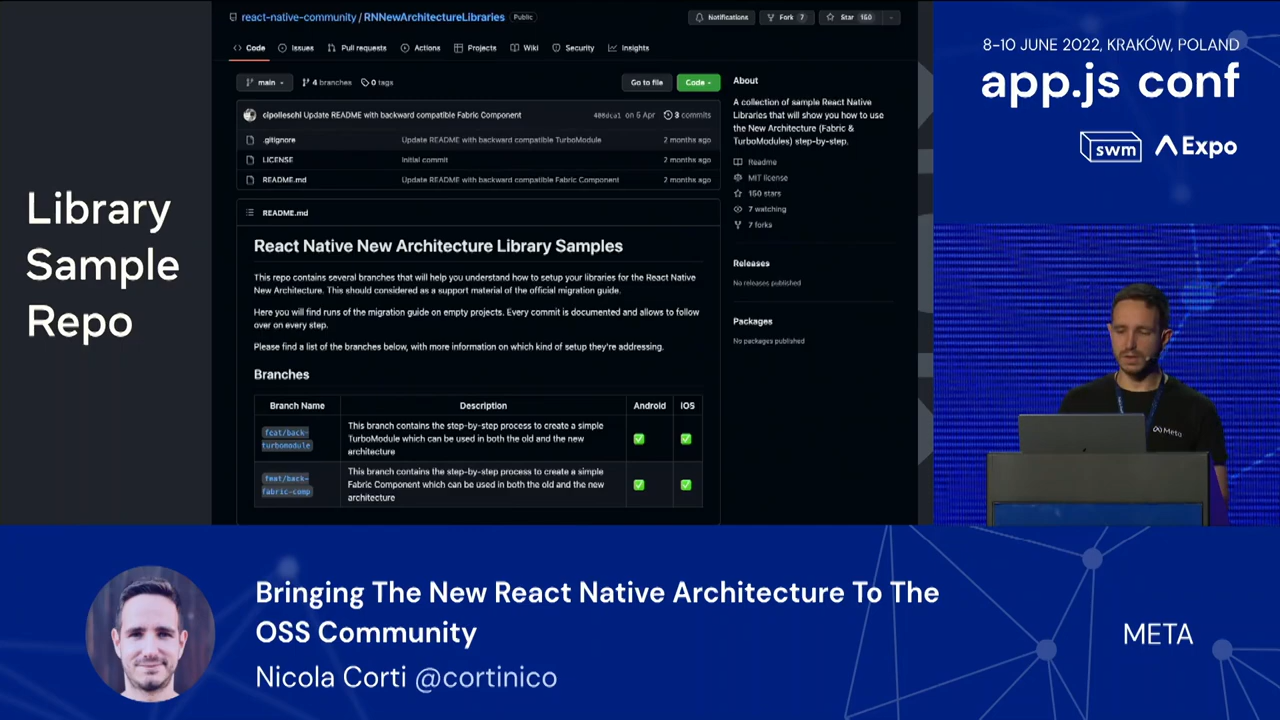 Library
Sample
Repo
react-native-community / RNNewArchitectureLibraries Public
Notifications Fork 7 Star 150
Code Issues Pull requests Actions Projects Wiki Security Insights
main 4 branches 0 tags Go to file Code
cipolleschi Update README with backward compatible Fabric Component on 6 Apr 3 commits
.gitignore Update README with backward compatible TurboModule 2 months ago
LICENSE Initial commit 2 months ago
README.md Update README with backward compatible Fabric Component 2 months ago
README.md
React Native New Architecture Library Samples
This repo contains several branches that will help you understand how to setup your libraries for the React Native
New Architecture. This should considered as a support material of the official migration guide.
Here you will find runs of the migration guide on empty projects. Every commit is documented and allows to follow
over on every step.
Please find a list of the branches below, with more information on which kind of setup they're addressing.
Branches
Branch Name Description Android iOS
feat/back-
turbomodule
This branch contains the step-by-step process to create a simple
TurboModule which can be used in both the old and the new
architecture
feat/back-
fabric-comp
This branch contains the step-by-step process to create a simple
Fabric Component which can be used in both the old and the new
architecture
About
A collection of sample React Native
Libraries that will show you how to use
the New Architecture (Fabric &
TurboModules) step-by-step.
Readme
MIT license
150 stars
7 watching
7 forks
Releases
No releases published
Packages
No packages published
8-10 JUNE 2022, KRAKÓW, POLAND
app.js conf
swm Expo
Meta
Bringing The New React Native Architecture To The
OSS Community
Nicola Corti @cortinico
META